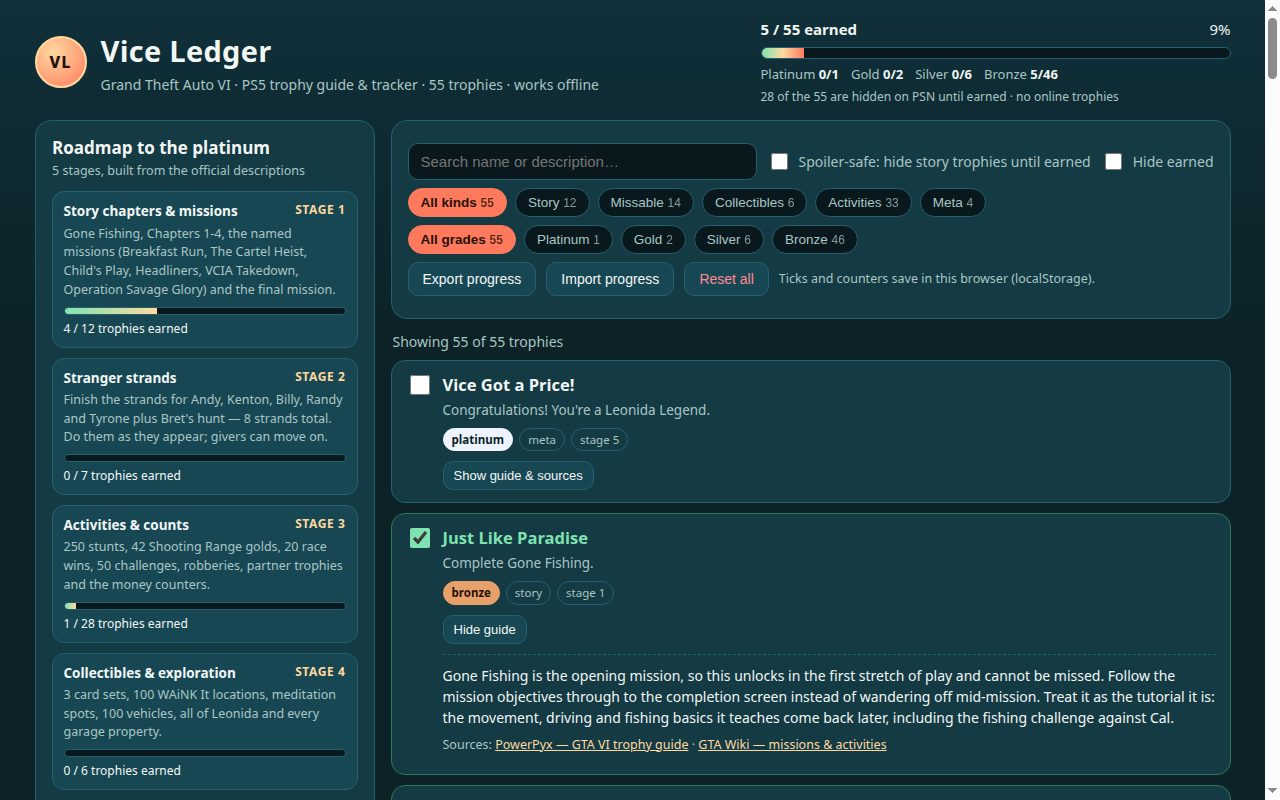 VL
Vice Ledger
Grand Theft Auto VI · PS5 trophy guide & tracker · 55 trophies · works offline
5 / 55 earned
9%
Platinum 0/1 Gold 0/2 Silver 0/6 Bronze 5/46
28 of the 55 are hidden on PSN until earned · no online trophies
Roadmap to the platinum
5 stages, built from the official descriptions
Story chapters & missions
STAGE 1
Gone Fishing, Chapters 1-4, the named
missions (Breakfast Run, The Cartel Heist,
Child's Play, Headliners, VCIA Takedown,
Operation Savage Glory) and the final mission.
4 / 12 trophies earned
Stranger strands
STAGE 2
Finish the strands for Andy, Kenton, Billy, Randy
and Tyrone plus Bret's hunt — 8 strands total.
Do them as they appear; givers can move on.
0 / 7 trophies earned
Activities & counts
STAGE 3
250 stunts, 42 Shooting Range golds, 20 race
wins, 50 challenges, robberies, partner trophies
and the money counters.
1 / 28 trophies earned
Collectibles & exploration
STAGE 4
3 card sets, 100 WAiNK It locations, meditation
spots, 100 vehicles, all of Leonida and every
garage property.
0 / 6 trophies earned
Search name or description…
Spoiler-safe: hide story trophies until earned
Hide earned
All kinds 55
Story 12
Missable 14
Collectibles 6
Activities 33
Meta 4
All grades 55
Platinum 1
Gold 2
Silver 6
Bronze 46
Export progress
Import progress
Reset all
Ticks and counters save in this browser (localStorage).
Showing 55 of 55 trophies
Vice Got a Price!
Congratulations! You're a Leonida Legend.
platinum
meta
stage 5
Show guide & sources
Just Like Paradise
Complete Gone Fishing.
bronze
story
stage 1
Hide guide
Gone Fishing is the opening mission, so this unlocks in the first stretch of play and cannot be missed. Follow the
mission objectives through to the completion screen instead of wandering off mid-mission. Treat it as the tutorial it is:
the movement, driving and fishing basics it teaches come back later, including the fishing challenge against Cal.
Sources: PowerPyx — GTA VI trophy guide · GTA Wiki — missions & activities